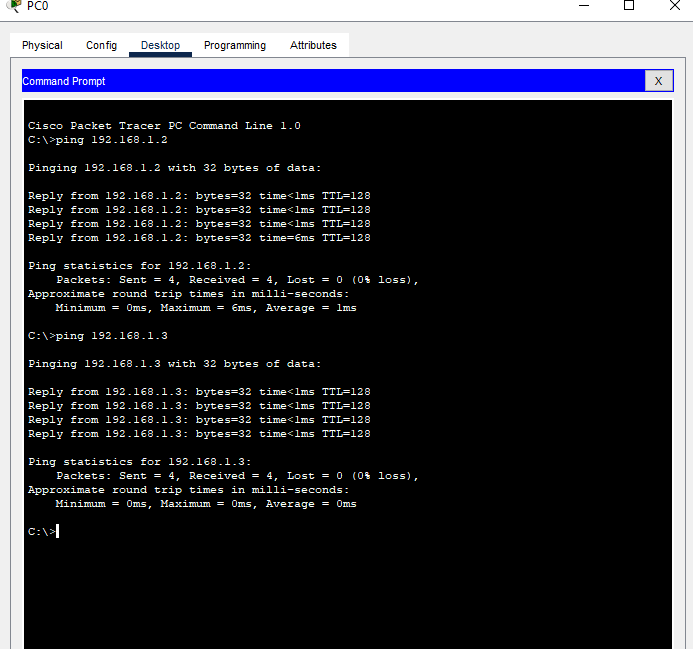 PC0
Physical Config Desktop Programming Attributes
Command Prompt X
Cisco Packet Tracer PC Command Line 1.0
C:\>ping 192.168.1.2
Pinging 192.168.1.2 with 32 bytes of data:
Reply from 192.168.1.2: bytes=32 time<1ms TTL=128
Reply from 192.168.1.2: bytes=32 time<1ms TTL=128
Reply from 192.168.1.2: bytes=32 time<1ms TTL=128
Reply from 192.168.1.2: bytes=32 time=6ms TTL=128
Ping statistics for 192.168.1.2:
Packets: Sent = 4, Received = 4, Lost = 0 (0% loss),
Approximate round trip times in milli-seconds:
Minimum = 0ms, Maximum = 6ms, Average = 1ms
C:\>ping 192.168.1.3
Pinging 192.168.1.3 with 32 bytes of data:
Reply from 192.168.1.3: bytes=32 time<1ms TTL=128
Reply from 192.168.1.3: bytes=32 time<1ms TTL=128
Reply from 192.168.1.3: bytes=32 time<1ms TTL=128
Reply from 192.168.1.3: bytes=32 time<1ms TTL=128
Ping statistics for 192.168.1.3:
Packets: Sent = 4, Received = 4, Lost = 0 (0% loss),
Approximate round trip times in milli-seconds:
Minimum = 0ms, Maximum = 0ms, Average = 0ms
C:\>